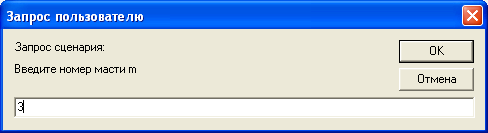 Запрос пользователю
Запрос сценария:
OK
Введите номер масти m
Отмена
3